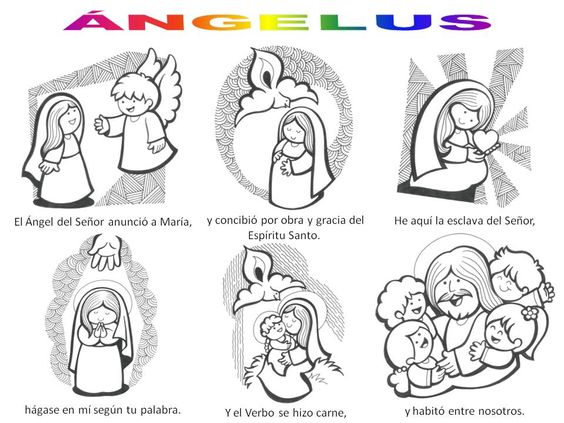 ÁNGELUS
El Ángel del Señor anunció a María,
y concibió por obra y gracia del
Espíritu Santo.
He aquí la esclava del Señor,
hágase en mí según tu palabra.
Y el Verbo se hizo carne,
y habitó entre nosotros.